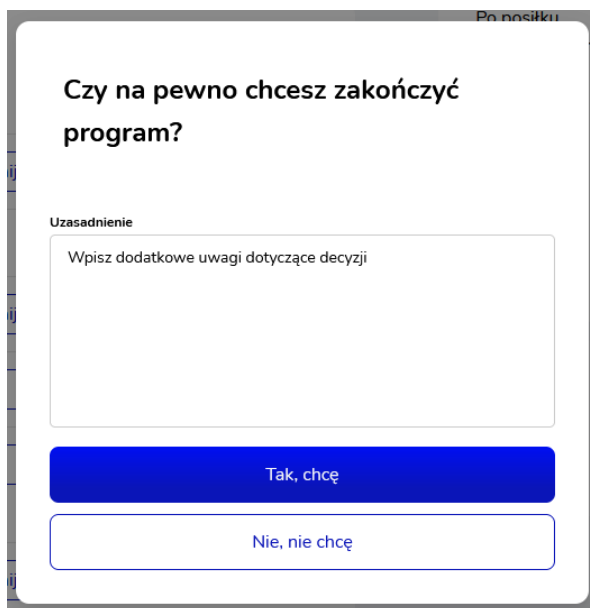 Po posiłku
Czy na pewno chcesz zakończyć
program?
Uzasadnienie
Wpisz dodatkowe uwagi dotyczące decyzji
Tak, chcę
Nie, nie chcę